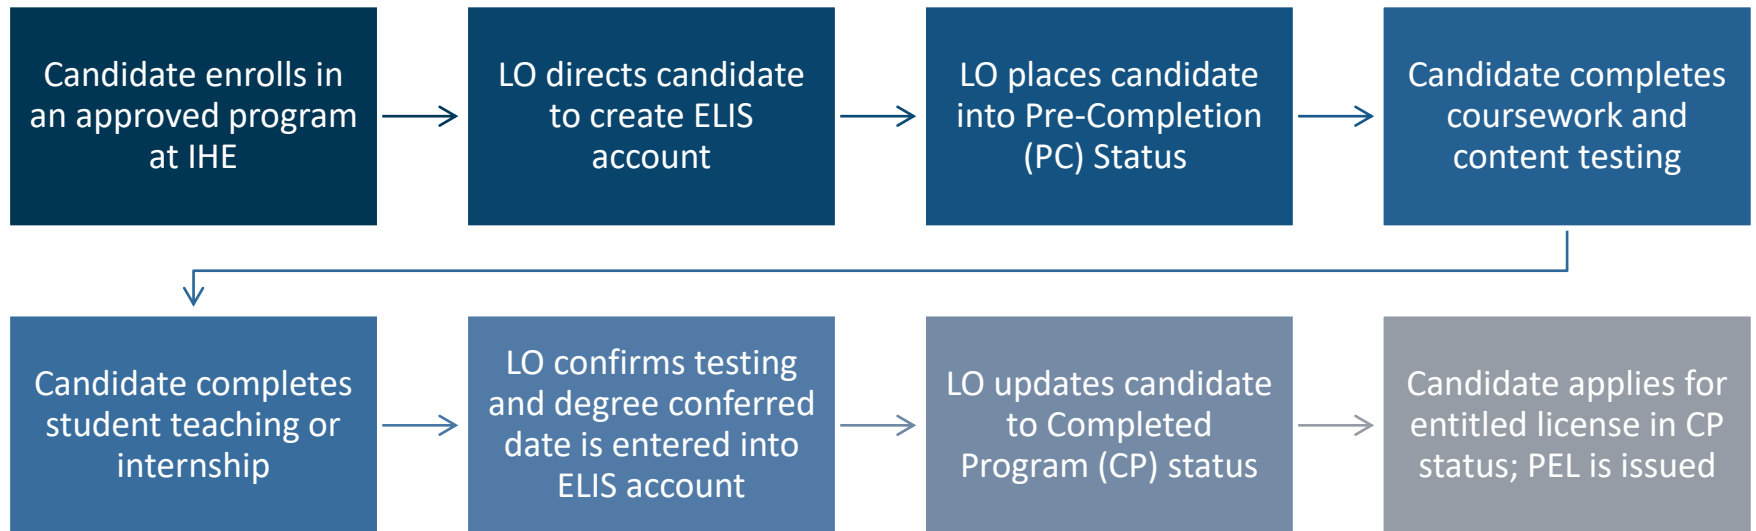 Candidate enrolls in
an approved program
at IHE
LO directs candidate
to create ELIS
account
LO places candidate
into Pre-Completion
(PC) Status
Candidate completes
coursework and
content testing
Candidate completes
student teaching or
internship
LO confirms testing
and degree conferred
date is entered into
ELIS account
LO updates candidate
to Completed
Program (CP) status
Candidate applies for
entitled license in CP
status; PEL is issued